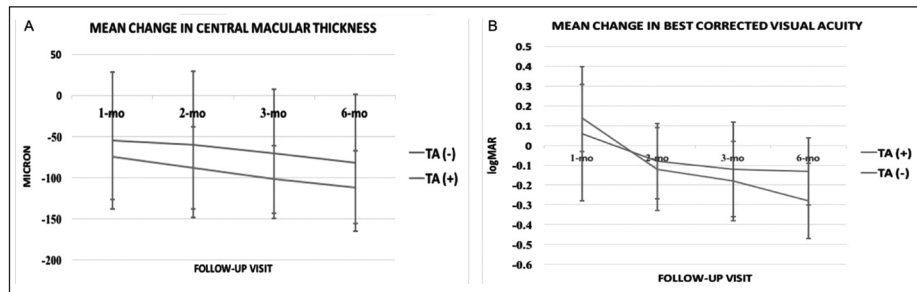 A
MEAN CHANGE IN CENTRAL MACULAR THICKNESS
50
0
-50
-100
-150
-200
MICRON
1-mo 2-mo 3-mo 6-mo
TA (-)
TA (+)
FOLLOW-UP VISIT
B
MEAN CHANGE IN BEST CORRECTED VISUAL ACUITY
0.5
0.4
0.3
0.2
0.1
0
-0.1
-0.2
-0.3
-0.4
-0.5
-0.6
logMAR
1-mo 2-mo 3-mo 6-mo
TA (+)
TA (-)
FOLLOW-UP VISIT